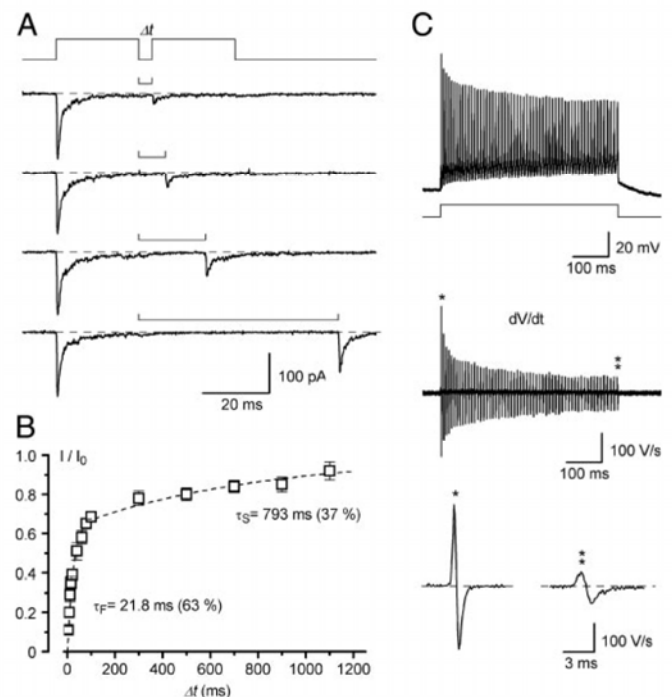 A
Δt
100 pA
20 ms
B
I / I0
1.0
0.8
0.6
0.4
0.2
0
τS= 793 ms (37 %)
τF= 21.8 ms (63 %)
0 200 400 600 800 1000 1200
Δt (ms)
C
20 mV
100 ms
*
dV/dt
**
100 V/s
100 ms
*
**
100 V/s
3 ms